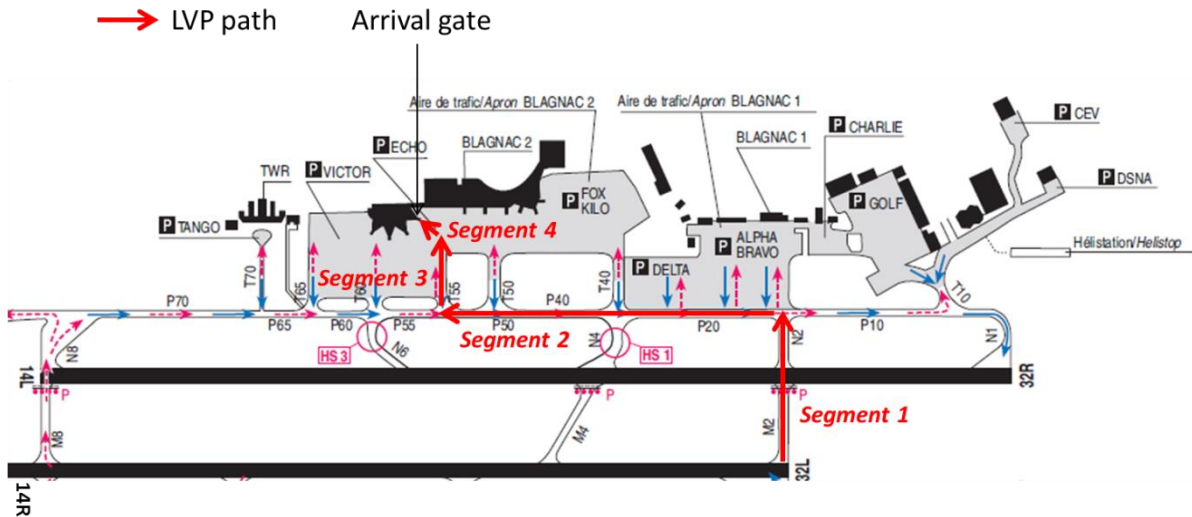 LVP path
Arrival gate
Aire de trafic/Apron BLAGNAC 2
Aire de trafic/Apron BLAGNAC 1
P CEV
P ECHO
BLAGNAC 2
BLAGNAC 1
P CHARLIE
TWR
P VICTOR
P DSNA
P FOX
KILO
P GOLF
P TANGO
Segment 4
P ALPHA
BRAVO
Hélistation/Helistop
Segment 3
P DELTA
T70
T65
T60
T55
T50
T40
T10
P70
P65
P60
P55
P50
P40
P20
P10
Segment 2
N8
HS 3
N6
N4
HS 1
N2
N1
14L
32R
P
P
Segment 1
M8
M4
M2
32L
14R